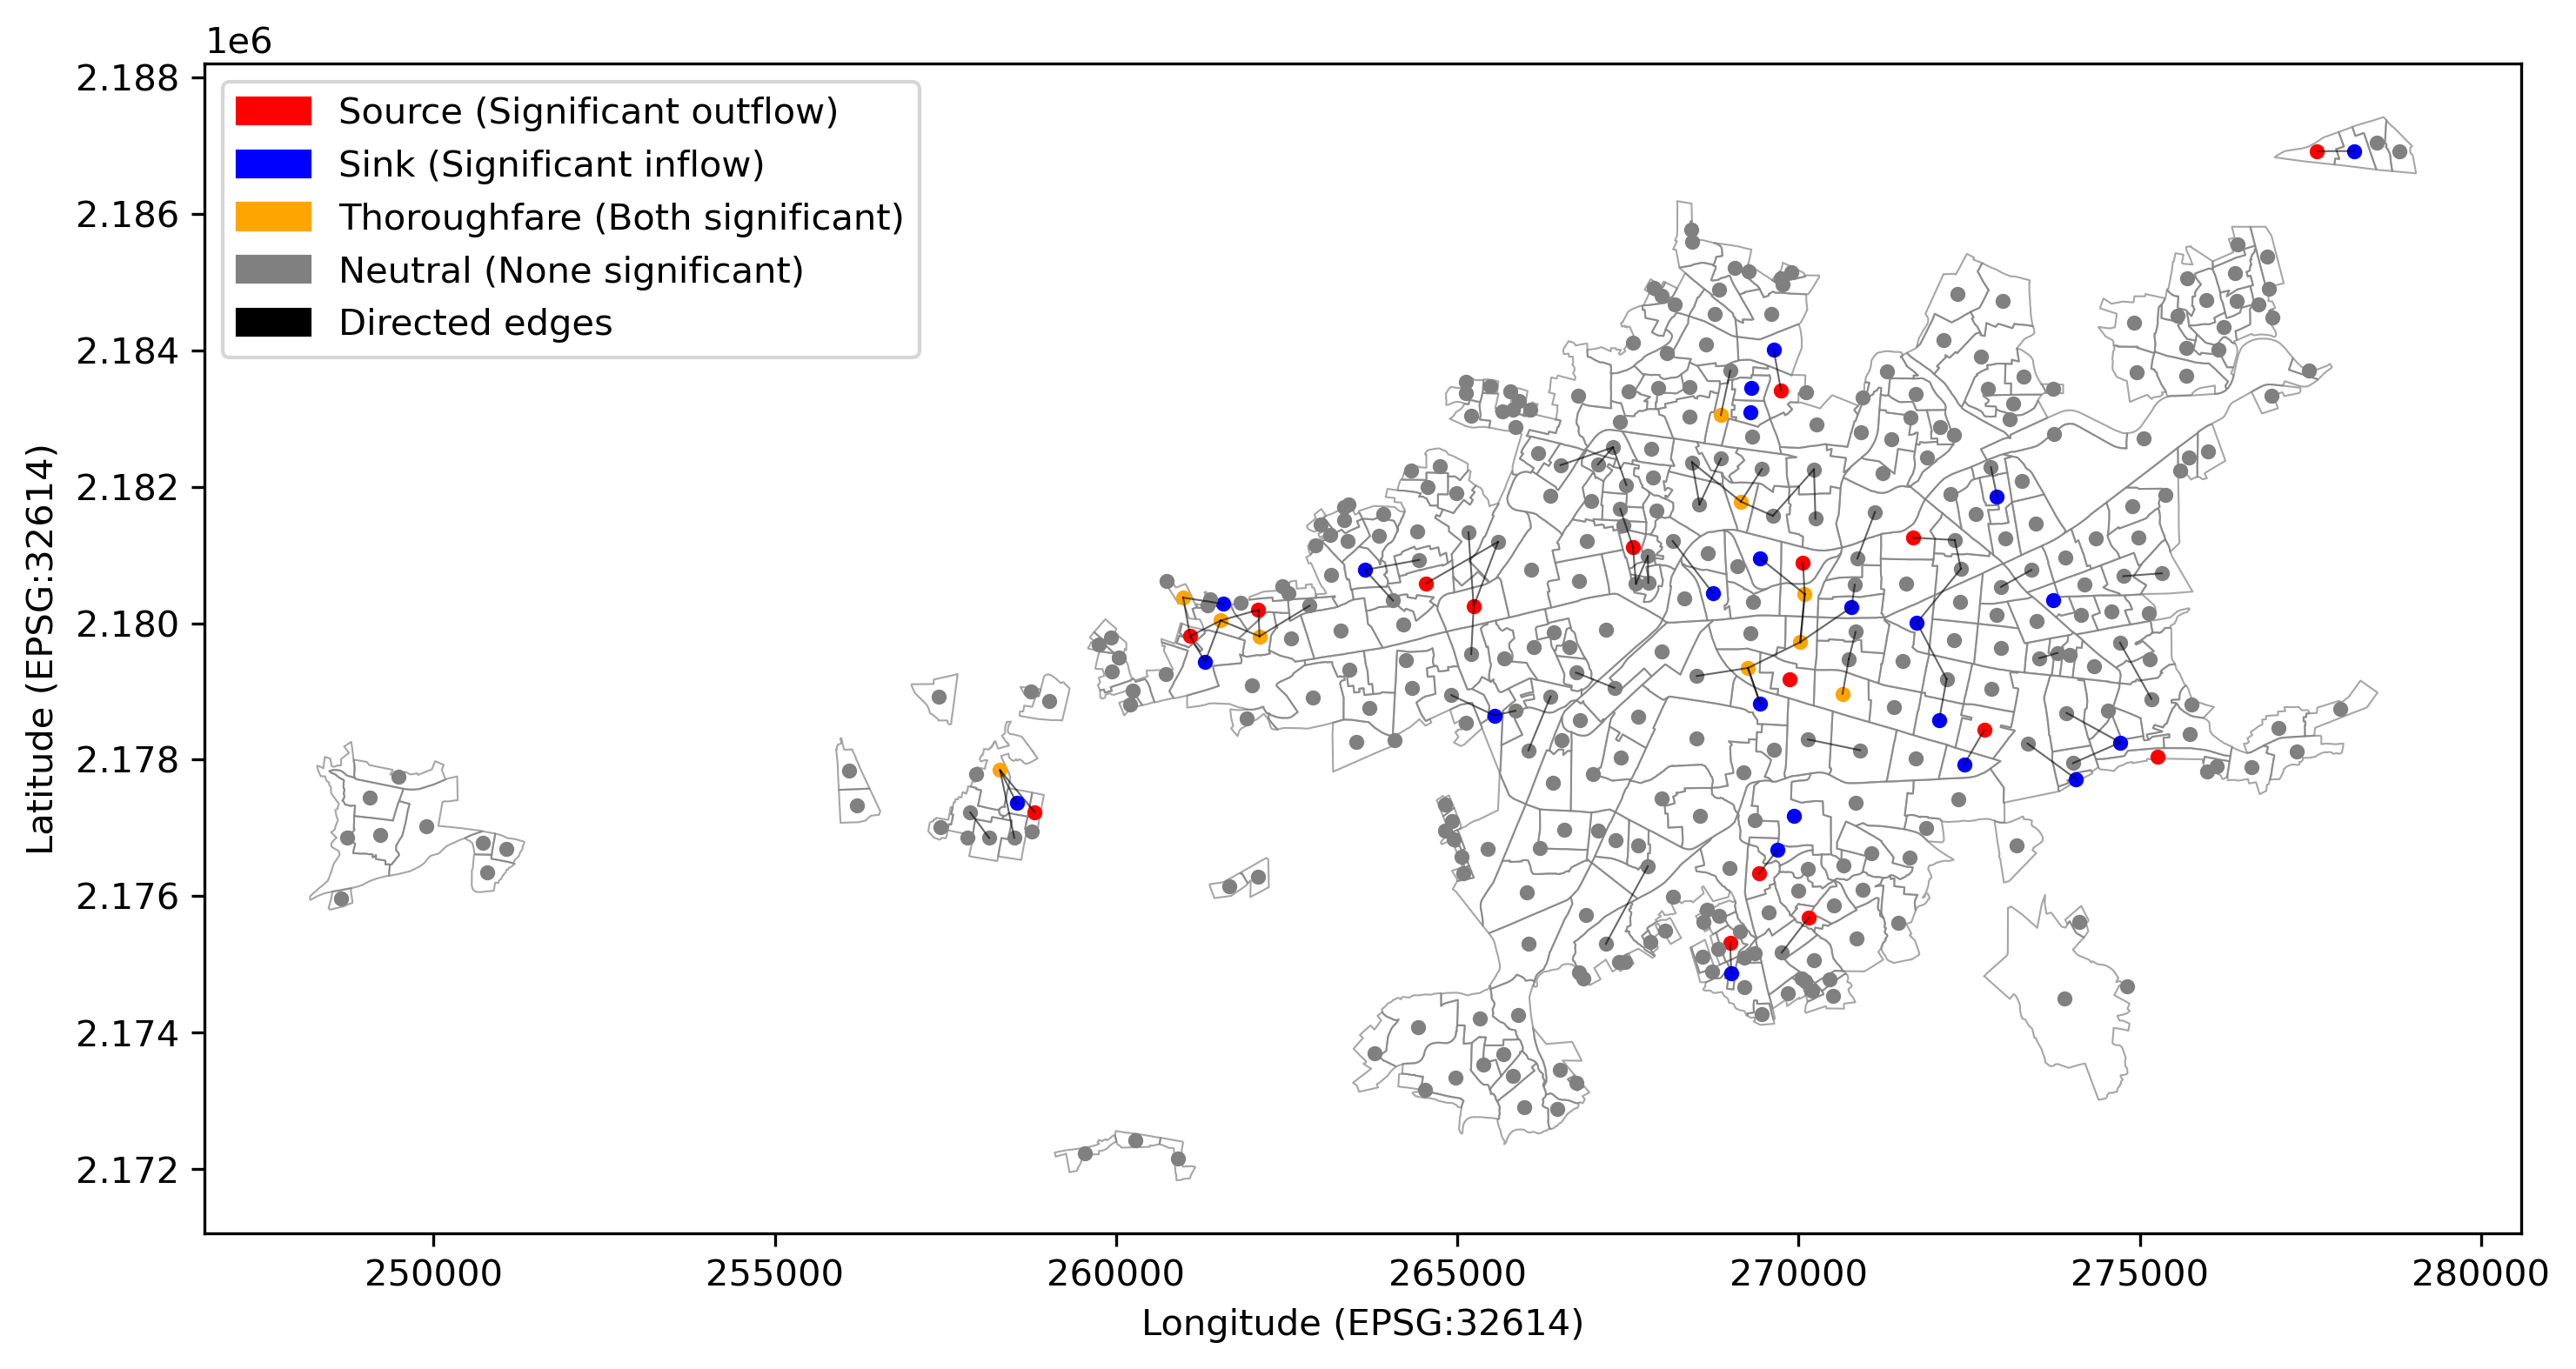 1e6
2.188
2.186
2.184
2.182
2.180
2.178
2.176
2.174
2.172
Latitude (EPSG:32614)
Source (Significant outflow)
Sink (Significant inflow)
Thoroughfare (Both significant)
Neutral (None significant)
Directed edges
250000 255000 260000 265000 270000 275000 280000
Longitude (EPSG:32614)